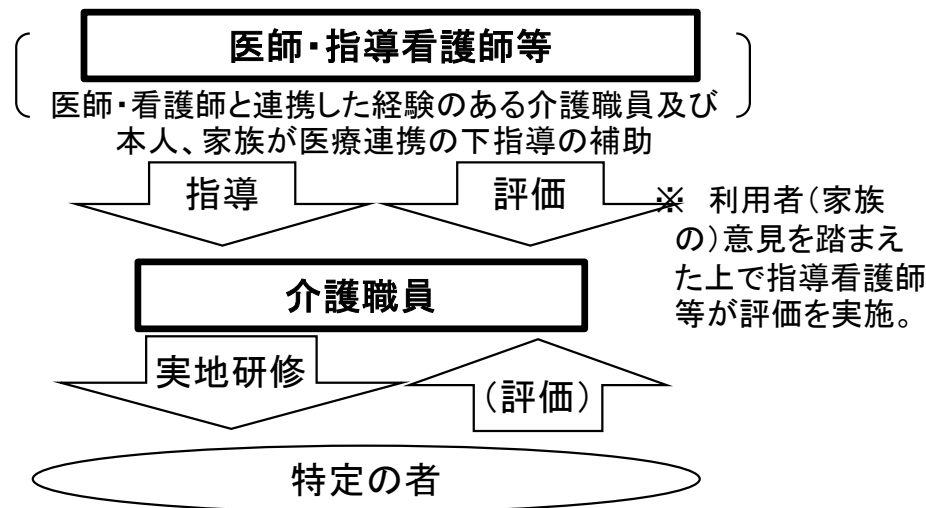 医師・指導看護師等
医師・看護師と連携した経験のある介護職員及び
本人、家族が医療連携の下指導の補助
指導
評価
※　利用者（家族
の）意見を踏まえ
た上で指導看護師
等が評価を実施。
介護職員
実地研修
（評価）
特定の者